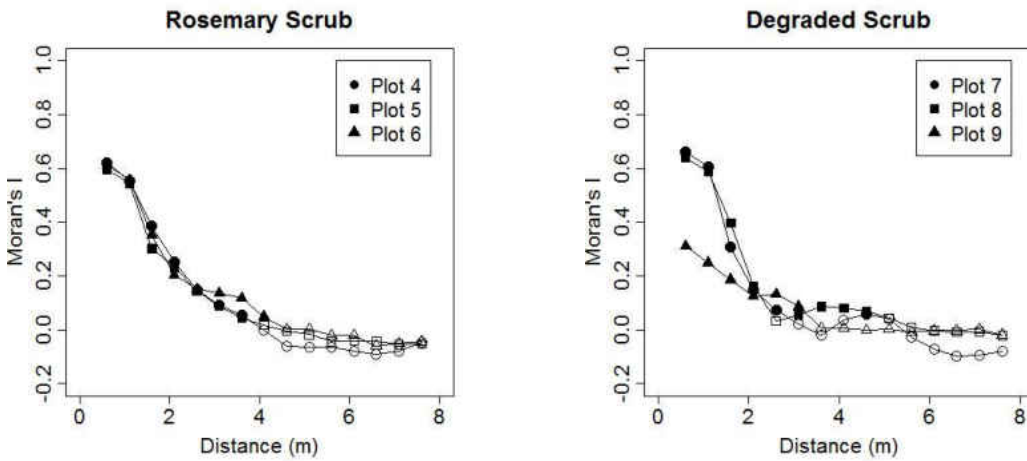 Rosemary Scrub
Plot 4
Plot 5
Plot 6
Moran's I
-0.2 0.0 0.2 0.4 0.6 0.8 1.0
0 2 4 6 8
Distance (m)
Degraded Scrub
Plot 7
Plot 8
Plot 9
Moran's I
-0.2 0.0 0.2 0.4 0.6 0.8 1.0
0 2 4 6 8
Distance (m)